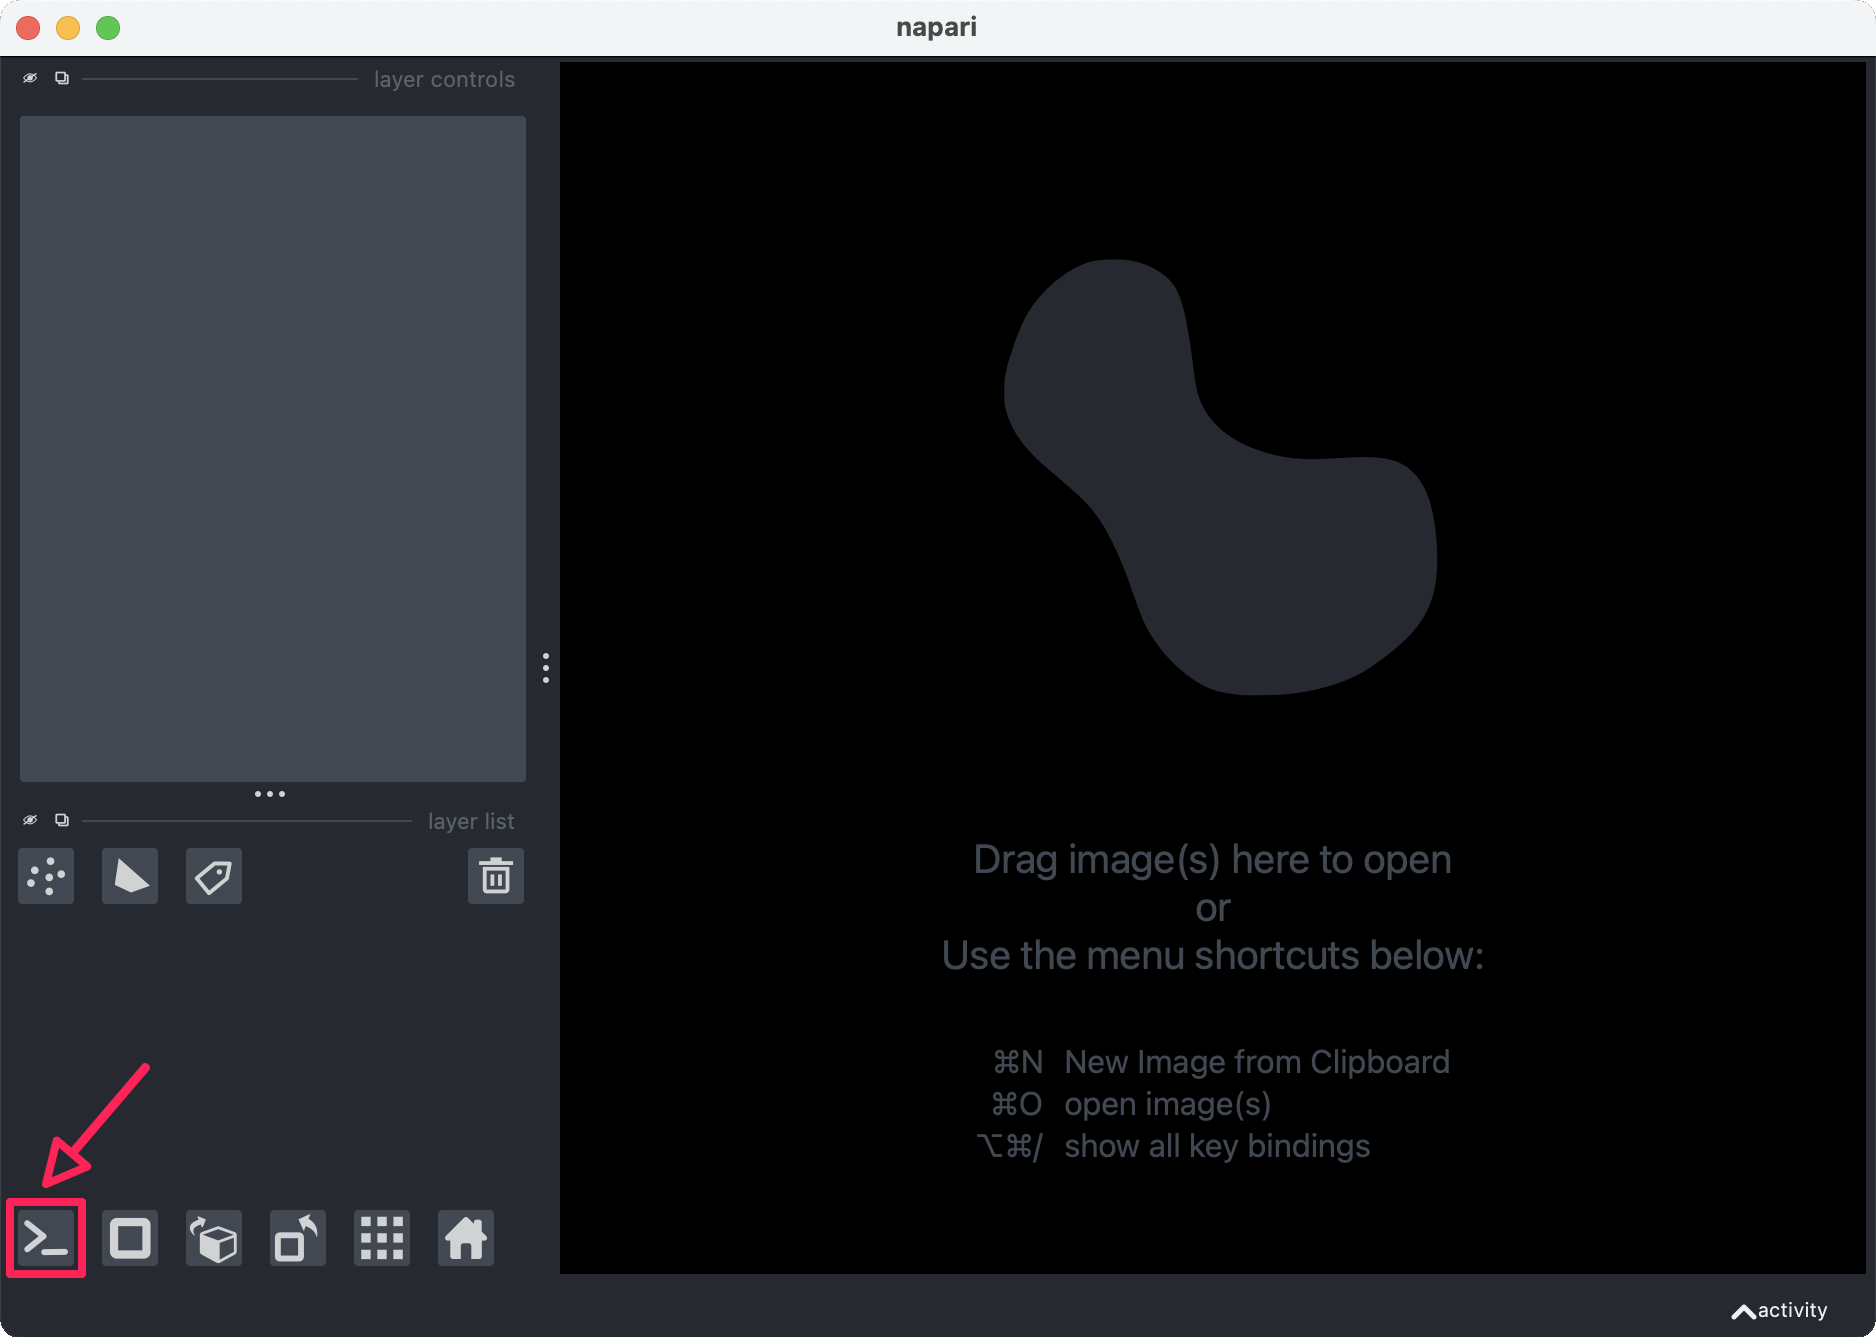 napari
layer controls
layer list
Drag image(s) here to open
or
Use the menu shortcuts below:
⌘N New Image from Clipboard
⌘O open image(s)
⌥⌘/ show all key bindings
activity